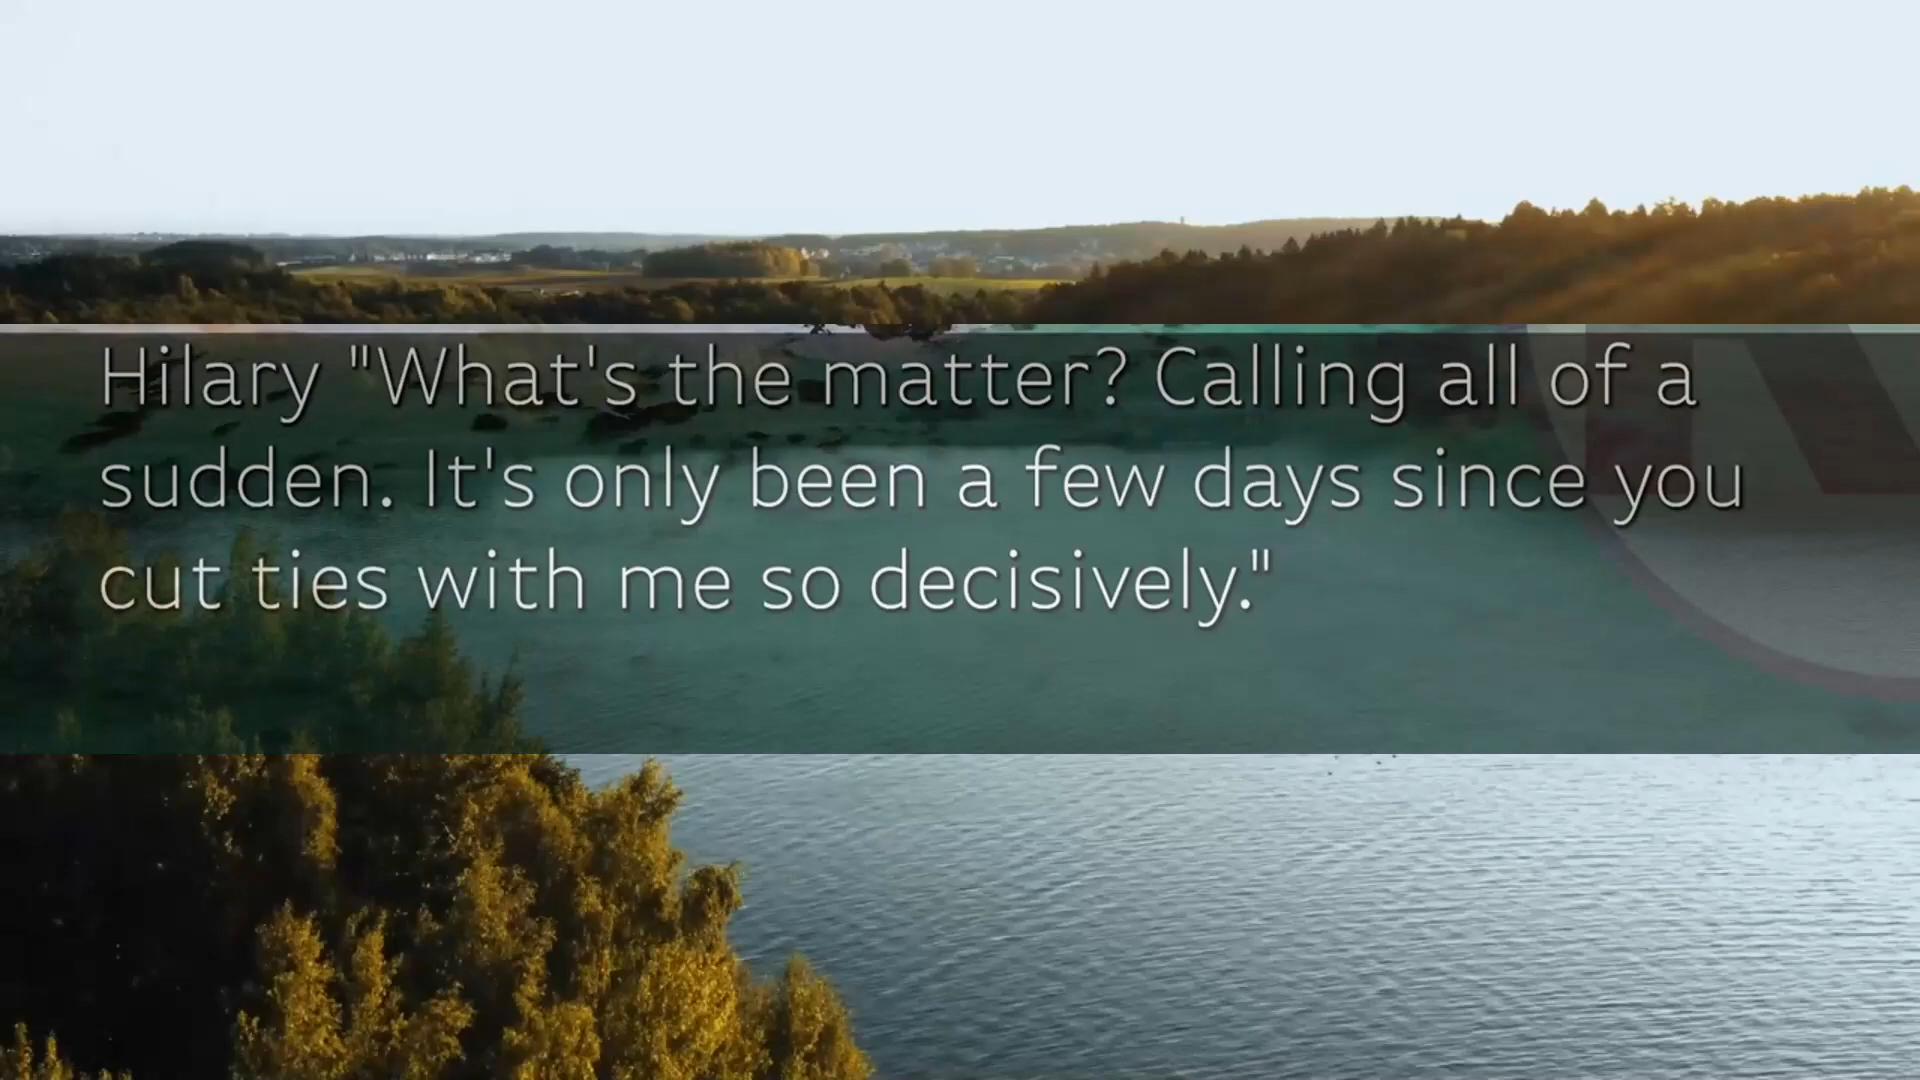 Hilary "What's the matter? Calling all of a
sudden. It's only been a few days since you
cut ties with me so decisively."